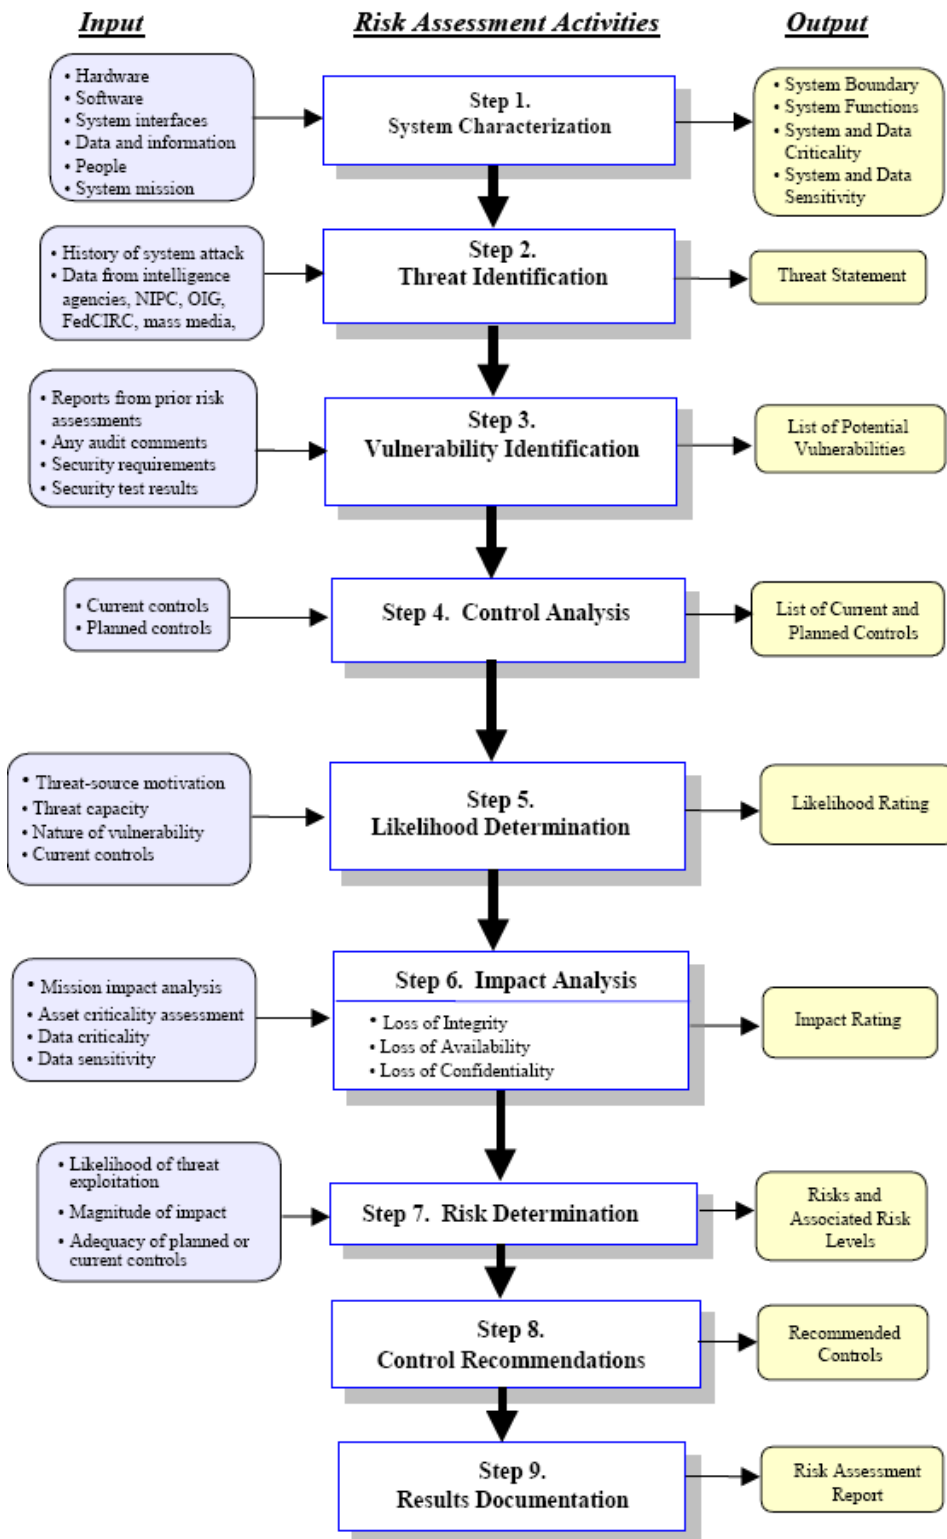 Input
Risk Assessment Activities
Output
• Hardware
• Software
• System interfaces
• Data and information
• People
• System mission
Step 1.
System Characterization
• System Boundary
• System Functions
• System and Data
Criticality
• System and Data
Sensitivity
• History of system attack
• Data from intelligence
agencies, NIPC, OIG,
FedCIRC, mass media,
Step 2.
Threat Identification
Threat Statement
• Reports from prior risk
assessments
• Any audit comments
• Security requirements
• Security test results
Step 3.
Vulnerability Identification
List of Potential
Vulnerabilities
• Current controls
• Planned controls
Step 4. Control Analysis
List of Current and
Planned Controls
• Threat-source motivation
• Threat capacity
• Nature of vulnerability
• Current controls
Step 5.
Likelihood Determination
Likelihood Rating
• Mission impact analysis
• Asset criticality assessment
• Data criticality
• Data sensitivity
Step 6. Impact Analysis
• Loss of Integrity
• Loss of Availability
• Loss of Confidentiality
Impact Rating
• Likelihood of threat
exploitation
• Magnitude of impact
• Adequacy of planned or
current controls
Step 7. Risk Determination
Risks and
Associated Risk
Levels
Step 8.
Control Recommendations
Recommended
Controls
Step 9.
Results Documentation
Risk Assessment
Report